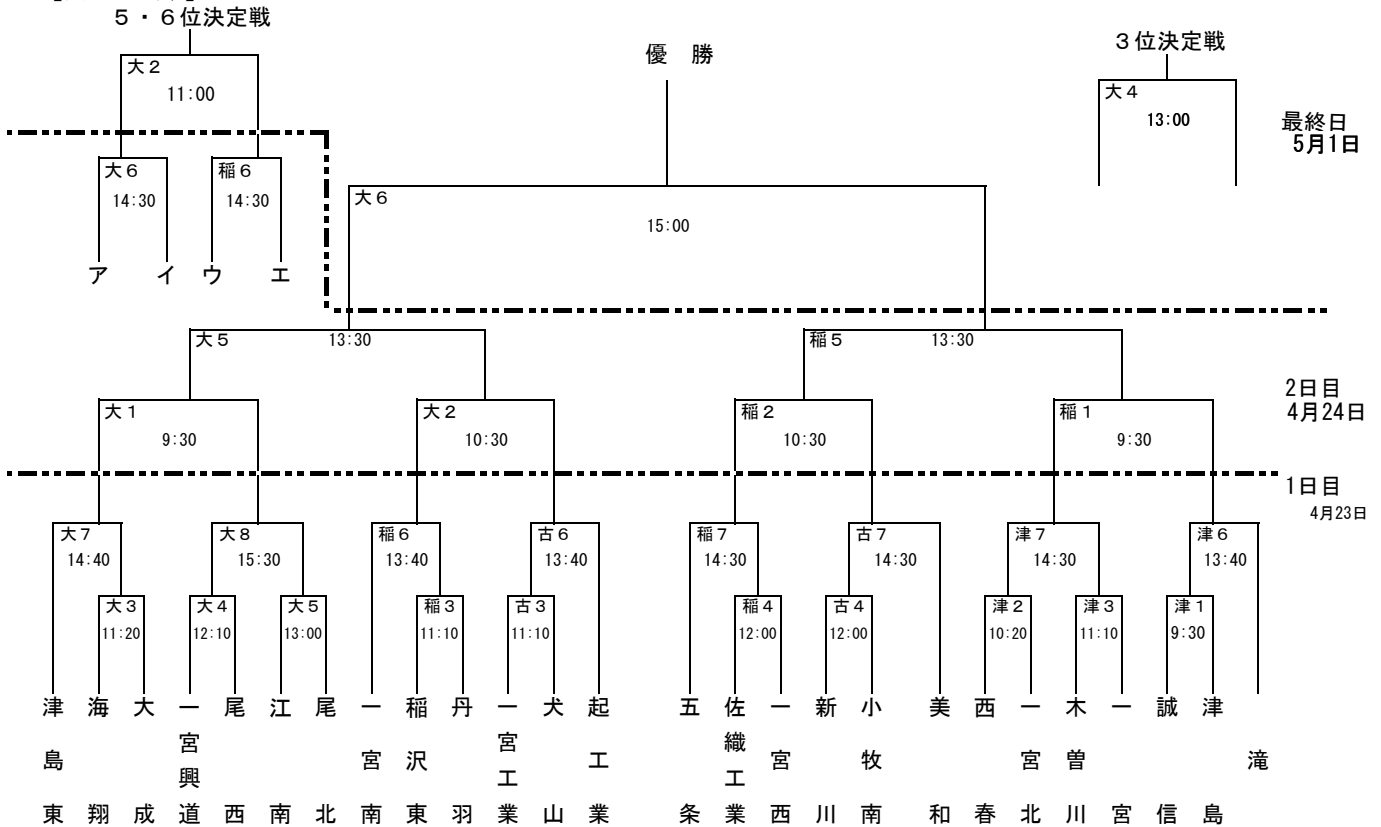 ５・６位決定戦
優 勝
３位決定戦
大２
11:00
大４
13:00
最終日
5月1日
大６
14:30
稲６
14:30
大６
15:00
ア イ ウ エ
大５ 13:30
稲５ 13:30
2日目
4月24日
大１
9:30
大２
10:30
稲２
10:30
稲１
9:30
1日目
4月23日
大７
14:40
大８
15:30
稲６
13:40
古６
13:40
稲７
14:30
古７
14:30
津７
14:30
津６
13:40
大３
11:20
大４
12:10
大５
13:00
稲３
11:10
古３
11:10
稲４
12:00
古４
12:00
津２
10:20
津３
11:10
津１
9:30
津島東
海翔
大成
一宮興道
尾西
江南
尾北
一宮南
稲沢東
丹羽
一宮工業
犬山
起工業
五条
佐織工業
一宮西
新川
小牧南
美和
西春
一宮北
木曽川
一宮
誠信
津島
滝